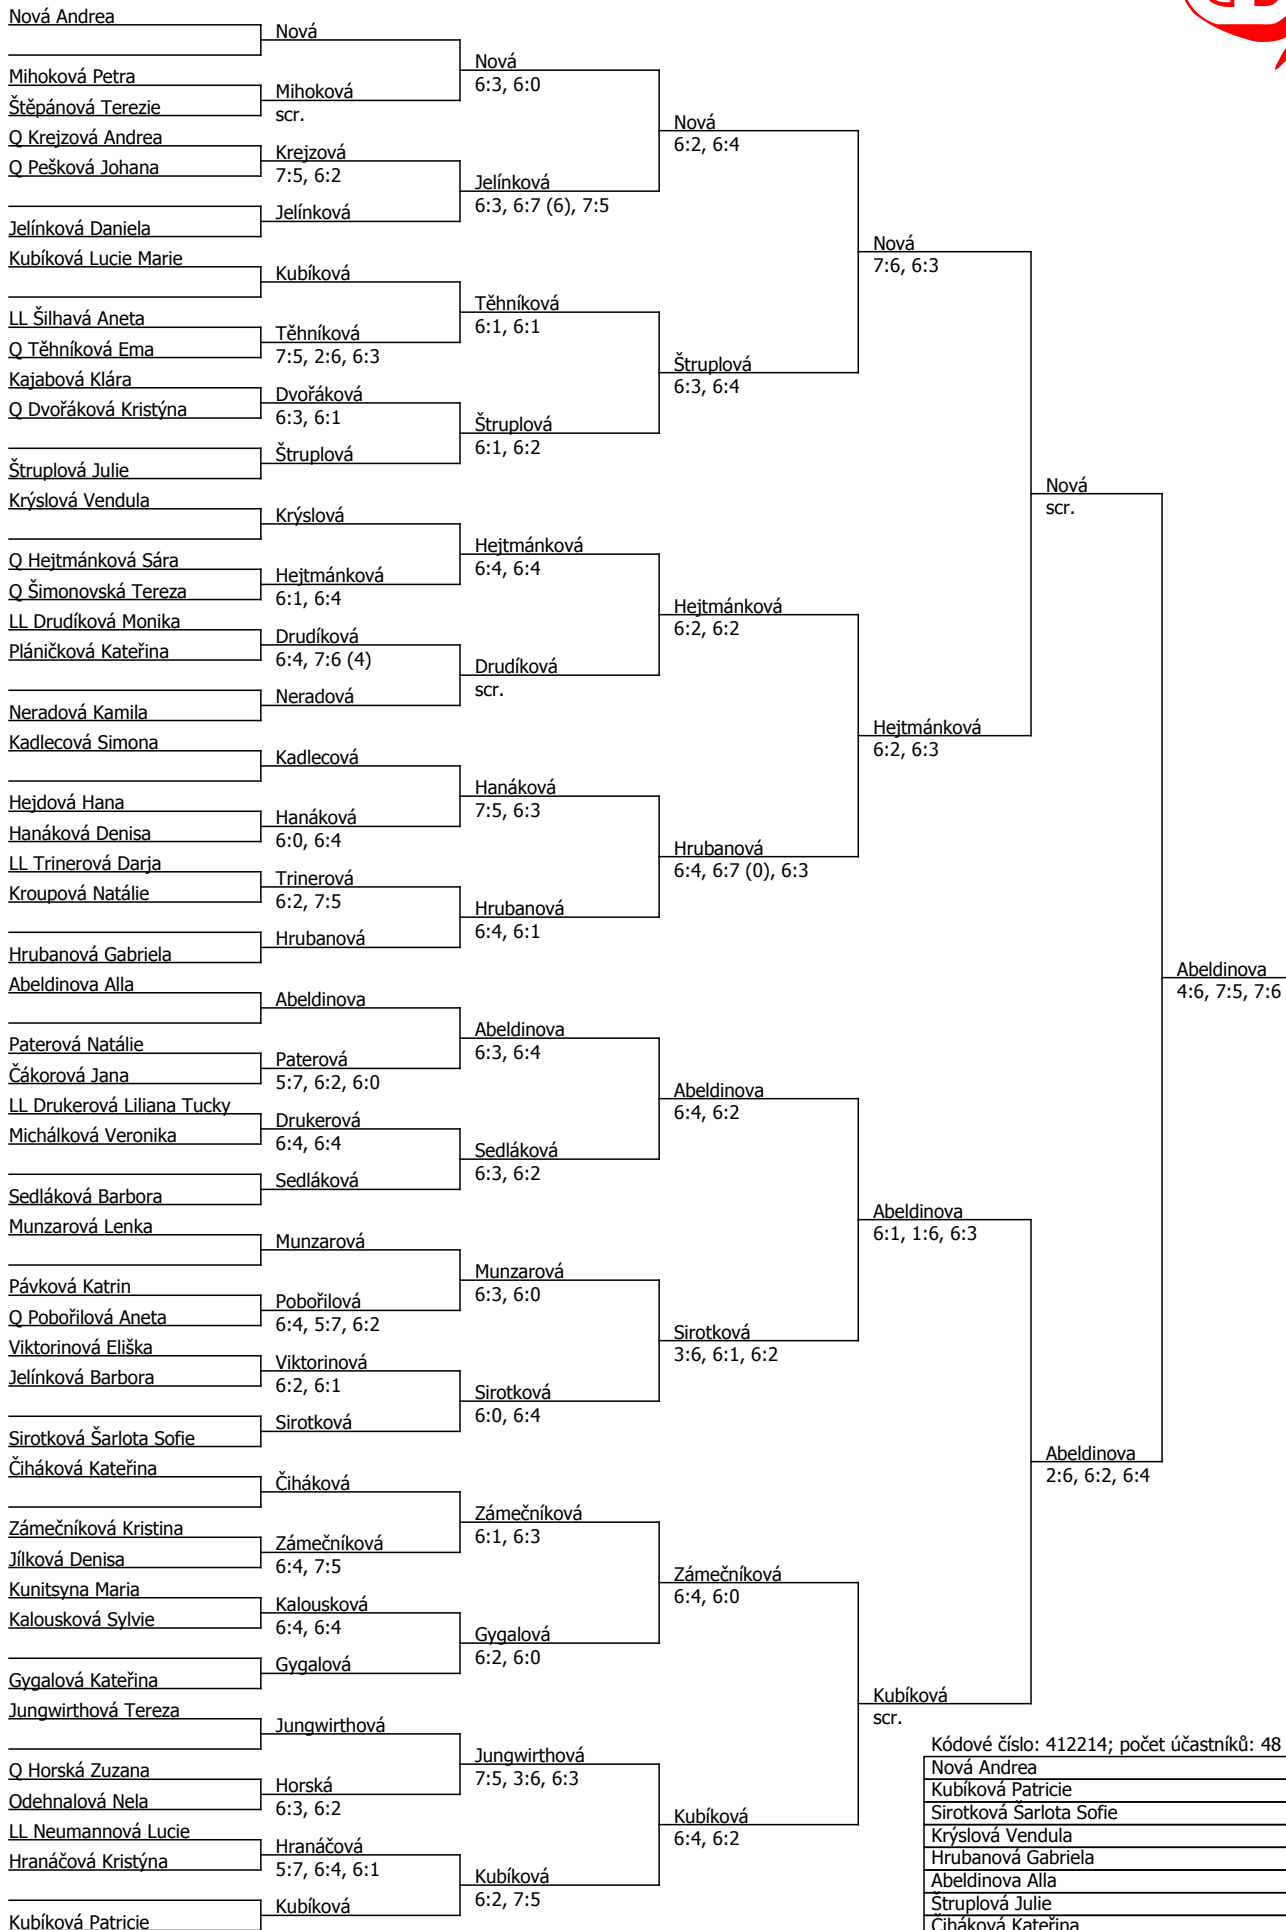 Nová Andrea
Mihoková Petra
Štěpánová Terezie
Q Krejzová Andrea
Q Pešková Johana
Jelínková Daniela
Kubíková Lucie Marie
LL Šilhavá Aneta
Q Těhníková Ema
Kajabová Klára
Q Dvořáková Kristýna
Štruplová Julie
Krýslová Vendula
Q Hejtmánková Sára
Q Šimonovská Tereza
LL Drudíková Monika
Pláničková Kateřina
Neradová Kamila
Kadlecová Simona
Hejdová Hana
Hanáková Denisa
LL Trinerová Darja
Kroupová Natálie
Hrubanová Gabriela
Abeldinova Alla
Paterová Natálie
Čákorová Jana
LL Drukerová Liliana Tucky
Michálková Veronika
Sedláková Barbora
Munzarová Lenka
Pávková Katrin
Q Pobořilová Aneta
Viktorinová Eliška
Jelínková Barbora
Sirotková Šarlota Sofie
Čiháková Kateřina
Zámečníková Kristina
Jílková Denisa
Kunitsyna Maria
Kalousková Sylvie
Gygalová Kateřina
Jungwirthová Tereza
Q Horská Zuzana
Odehnalová Nela
LL Neumannová Lucie
Hranáčová Kristýna
Kubíková Patricie
Nová
Mihoková
scr.
Krejzová
7:5, 6:2
Jelínková
Kubíková
Těhníková
7:5, 2:6, 6:3
Dvořáková
6:3, 6:1
Štruplová
Krýslová
Hejtmánková
6:1, 6:4
Drudíková
6:4, 7:6 (4)
Neradová
Kadlecová
Hanáková
6:0, 6:4
Trinerová
6:2, 7:5
Hrubanová
Abeldinova
Paterová
5:7, 6:2, 6:0
Drukerová
6:4, 6:4
Sedláková
Munzarová
Pobořilová
6:4, 5:7, 6:2
Viktorinová
6:2, 6:1
Sirotková
Čiháková
Zámečníková
6:4, 7:5
Kalousková
6:4, 6:4
Gygalová
Jungwirthová
Horská
6:3, 6:2
Hranáčová
5:7, 6:4, 6:1
Kubíková
Nová
6:3, 6:0
Jelínková
6:3, 6:7 (6), 7:5
Těhníková
6:1, 6:1
Štruplová
6:1, 6:2
Hejtmánková
6:4, 6:4
Drudíková
scr.
Hanáková
7:5, 6:3
Hrubanová
6:4, 6:1
Abeldinova
6:3, 6:4
Sedláková
6:3, 6:2
Munzarová
6:3, 6:0
Sirotková
6:0, 6:4
Zámečníková
6:1, 6:3
Gygalová
6:2, 6:0
Jungwirthová
7:5, 3:6, 6:3
Kubíková
6:2, 7:5
Nová
6:2, 6:4
Štruplová
6:3, 6:4
Hejtmánková
6:2, 6:2
Hrubanová
6:4, 6:7 (0), 6:3
Abeldinova
6:4, 6:2
Sirotková
3:6, 6:1, 6:2
Zámečníková
6:4, 6:0
Kubíková
6:4, 6:2
Nová
7:6, 6:3
Hejtmánková
6:2, 6:3
Abeldinova
6:1, 1:6, 6:3
Kubíková
scr.
Nová
scr.
Abeldinova
2:6, 6:2, 6:4
Abeldinova
4:6, 7:5, 7:6
Kódové číslo: 412214; počet účastníků: 48
Nová Andrea
Kubíková Patricie
Sirotková Šarlota Sofie
Krýslová Vendula
Hrubanová Gabriela
Abeldinova Alla
Štruplová Julie
Čiháková Kateřina